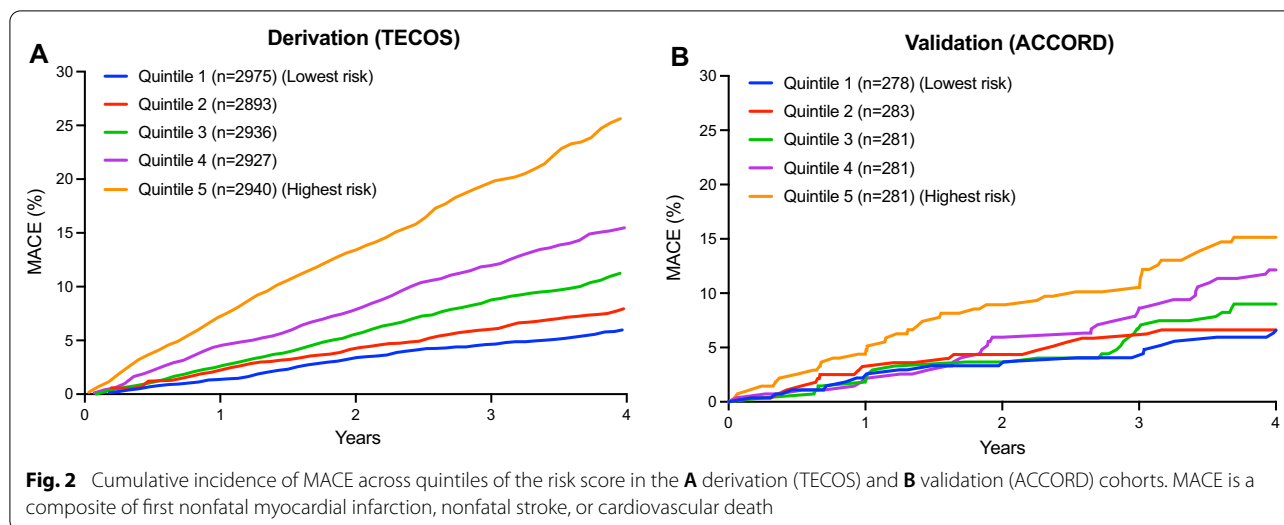 A
Derivation (TECOS)
30
25
20
15
10
5
0
MACE (%)
Quintile 1 (n=2975) (Lowest risk)
Quintile 2 (n=2893)
Quintile 3 (n=2936)
Quintile 4 (n=2927)
Quintile 5 (n=2940) (Highest risk)
0 1 2 3 4
Years
B
Validation (ACCORD)
30
25
20
15
10
5
0
MACE (%)
Quintile 1 (n=278) (Lowest risk)
Quintile 2 (n=283)
Quintile 3 (n=281)
Quintile 4 (n=281)
Quintile 5 (n=281) (Highest risk)
0 1 2 3 4
Years
Fig. 2 Cumulative incidence of MACE across quintiles of the risk score in the A derivation (TECOS) and B validation (ACCORD) cohorts. MACE is a
composite of first nonfatal myocardial infarction, nonfatal stroke, or cardiovascular death